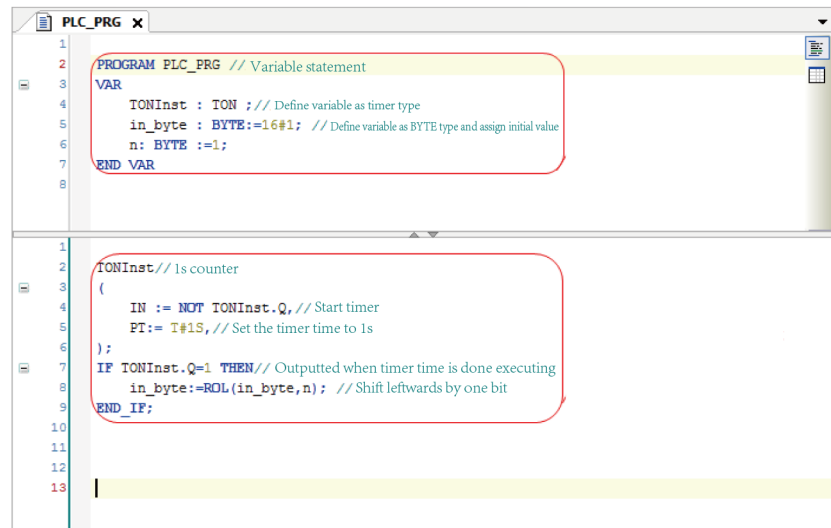 PLC_PRG
1
2 PROGRAM PLC_PRG // Variable statement
3 VAR
4 TONInst : TON ;// Define variable as timer type
5 in_byte : BYTE:=16#1; // Define variable as BYTE type and assign initial value
6 n: BYTE :=1;
7 END VAR
8
1
2 TONInst// 1s counter
3 (
4 IN := NOT TONInst.Q,// Start timer
5 PT:= T#1S,// Set the timer time to 1s
6 );
7 IF TONInst.Q=1 THEN// Outputted when timer time is done executing
8 in_byte:=ROL(in_byte,n); // Shift leftwards by one bit
9 END_IF;
10
11
12
13